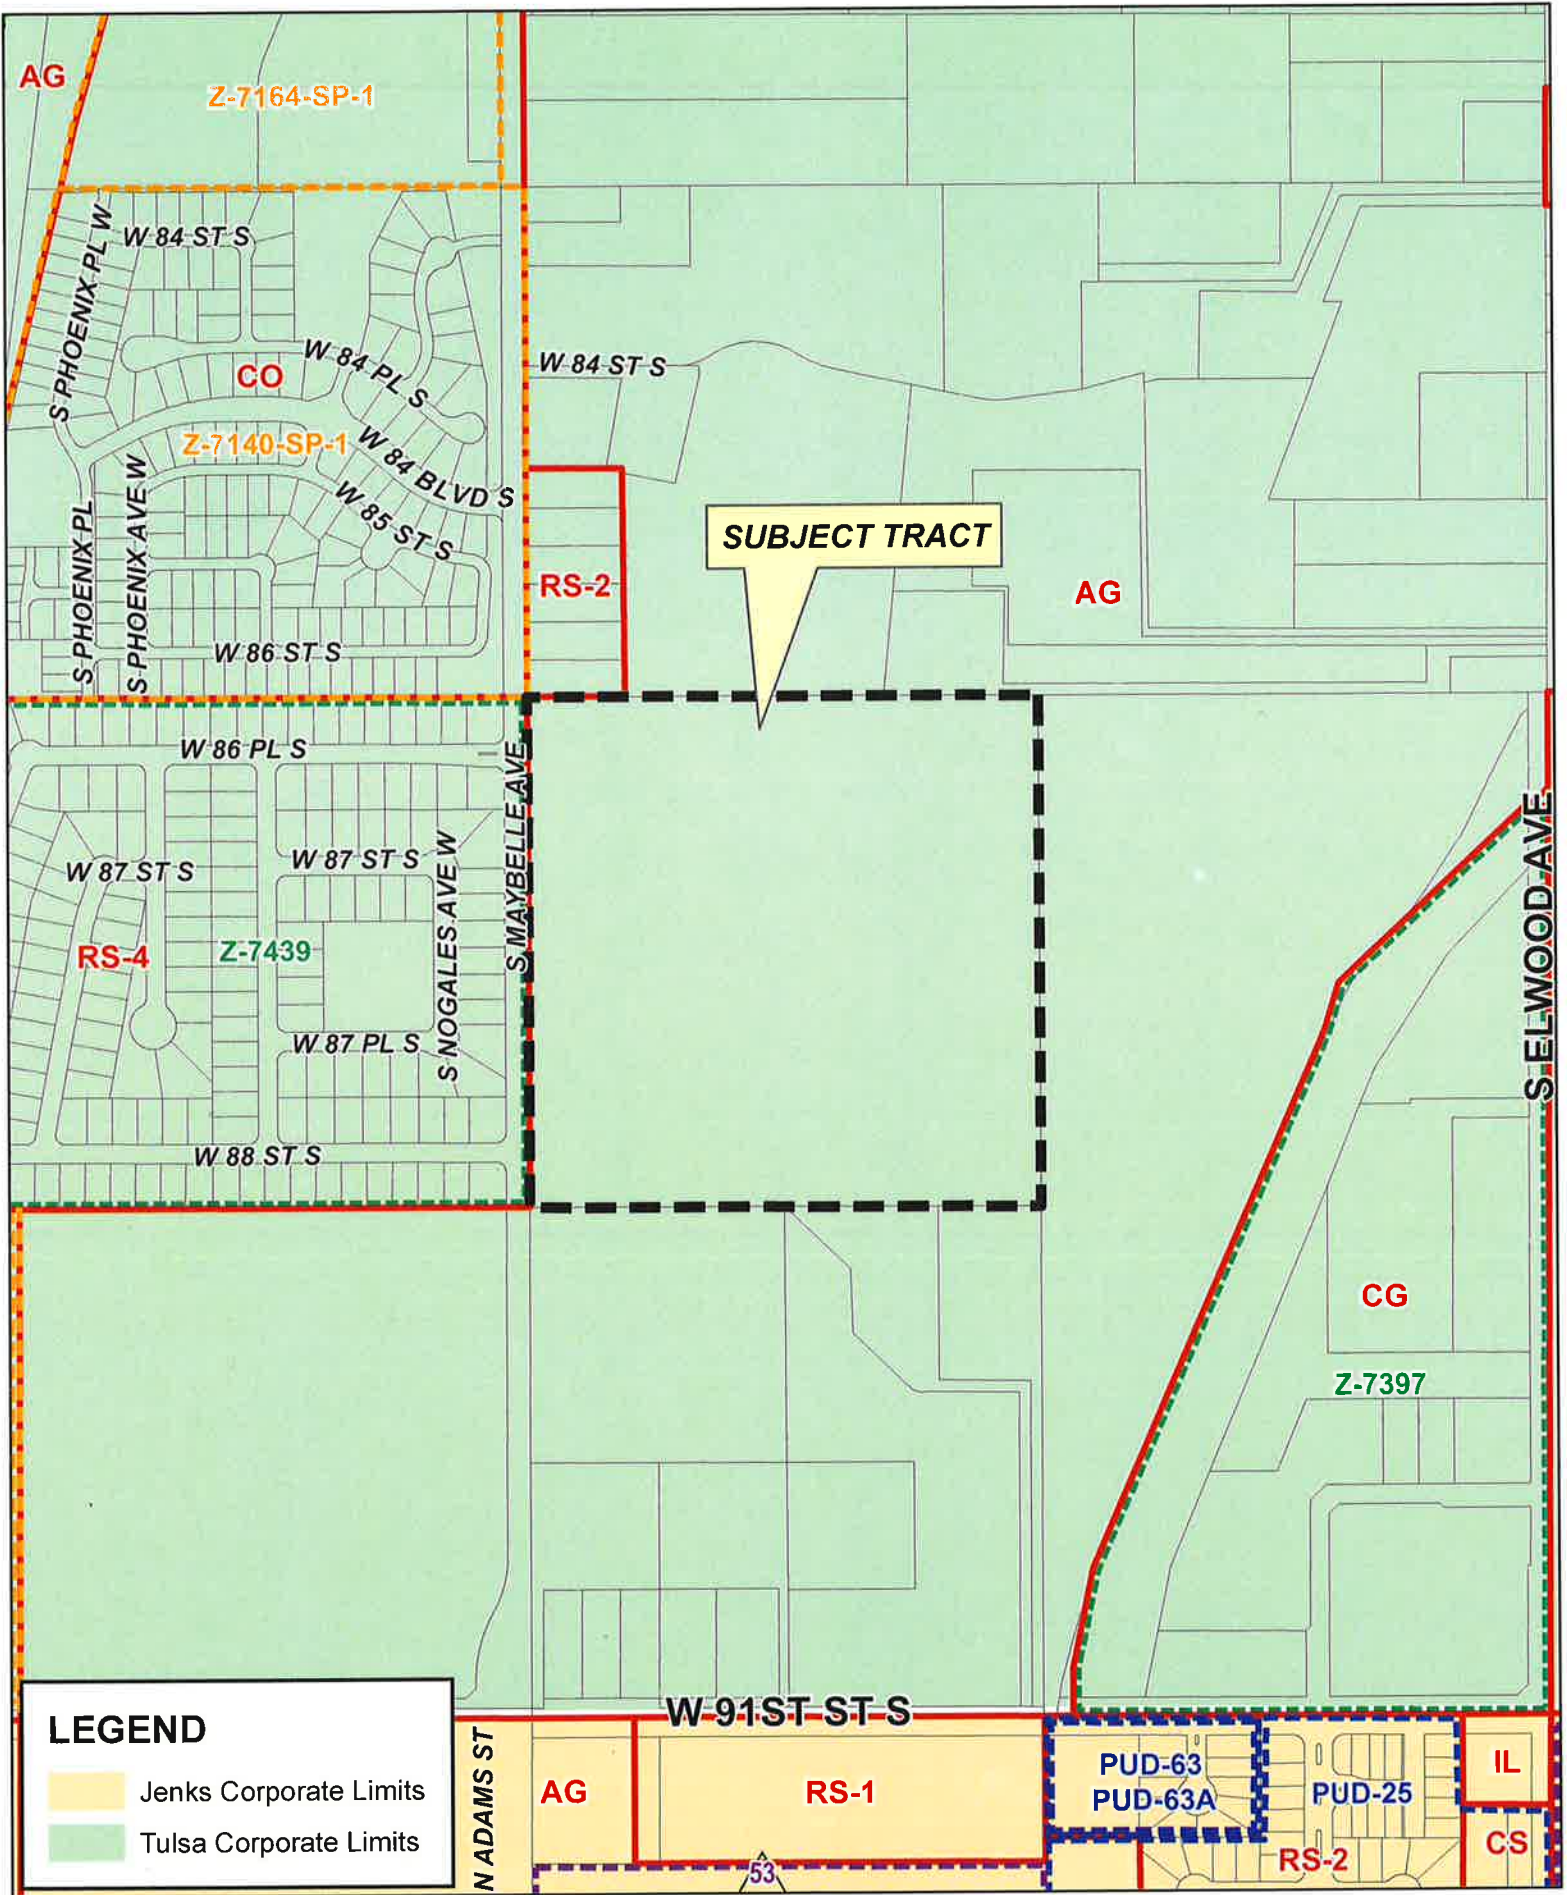 AG
Z-7164-SP-1
W 84 ST S
S PHOENIX PL W
W 84 PL S
CO
W 84 ST S
Z-7140-SP-1
W 84 BLVD S
W 85 ST S
S PHOENIX PL
S PHOENIX AVE W
SUBJECT TRACT
RS-2
AG
W 86 ST S
W 86 PL S
S MAYBELLE AVE
W 87 ST S
W 87 ST S
S NOGALES AVE W
S ELWOOD AVE
RS-4
Z-7439
W 87 PL S
W 88 ST S
CG
Z-7397
W 91ST ST S
LEGEND
Jenks Corporate Limits
Tulsa Corporate Limits
N ADAMS ST
AG
RS-1
PUD-63
PUD-63A
PUD-25
IL
CS
RS-2
53